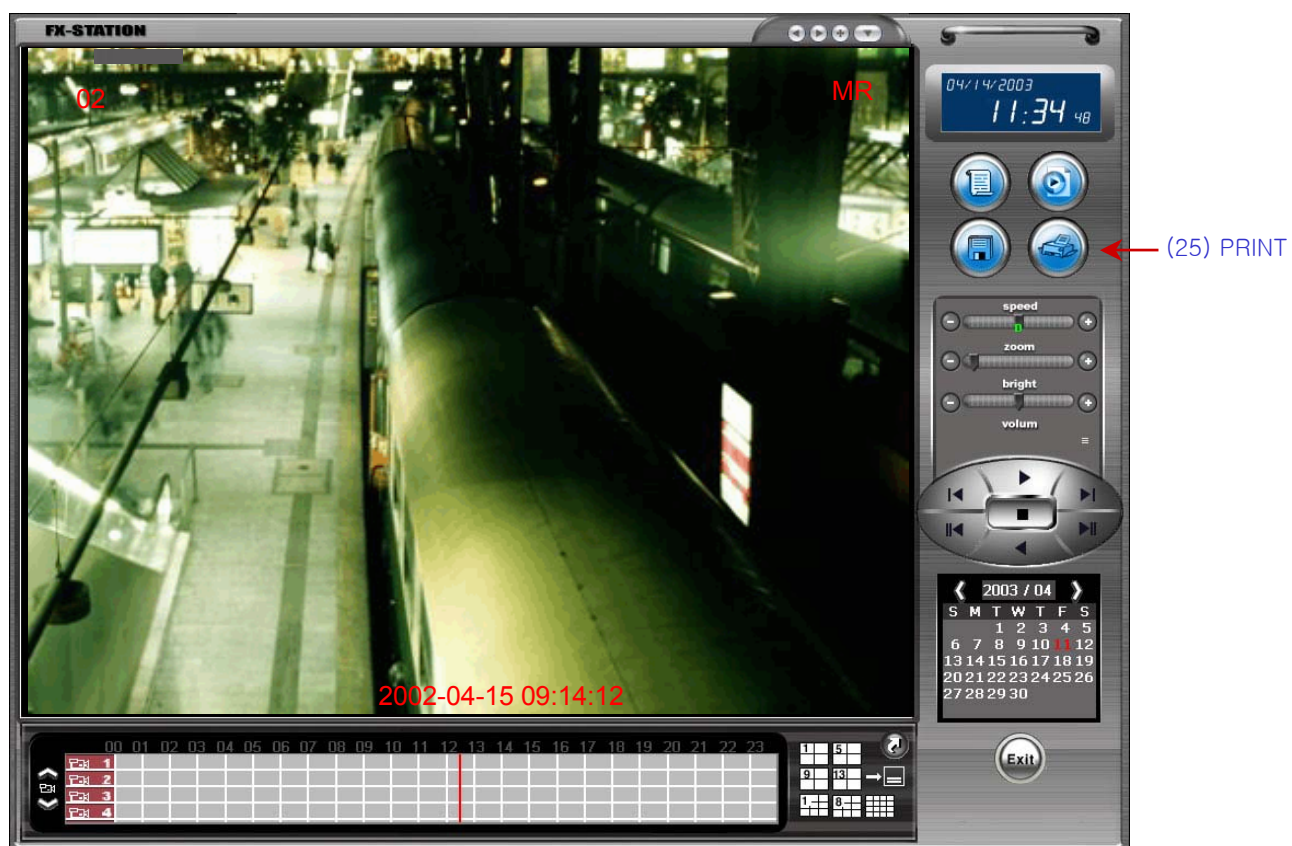 FX-STATION
02
MR
2002-04-15 09:14:12
04/14/2003
11:34 48
(25) PRINT
speed
n
zoom
bright
volum
2003 / 04
S M T W T F S
1 2 3 4 5
6 7 8 9 10 11 12
13 14 15 16 17 18 19
20 21 22 23 24 25 26
27 28 29 30
00 01 02 03 04 05 06 07 08 09 10 11 12 13 14 15 16 17 18 19 20 21 22 23
1
2
3
4
1 5
9 13
1 8
Exit